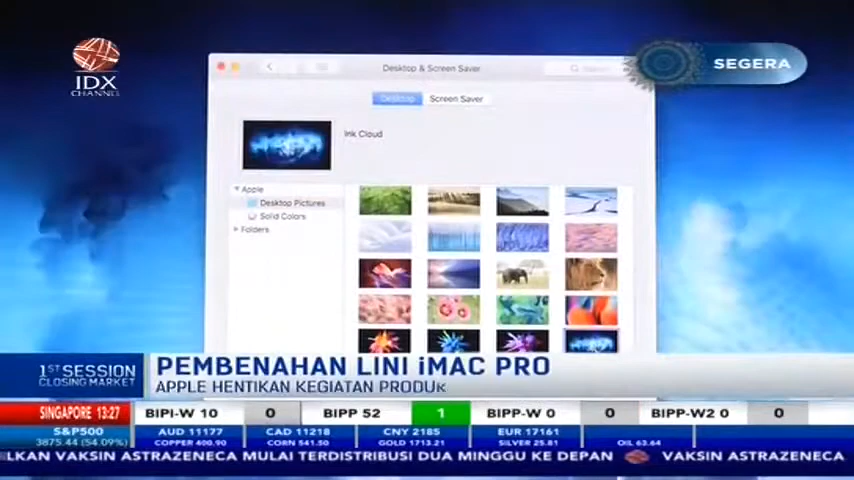 IDX
CHANNEL
SEGERA
Desktop & Screen Saver
Desktop
Screen Saver
Ink Cloud
Apple
Desktop Pictures
Solid Colors
Folders
1ST SESSION
CLOSING MARKET
PEMBENAHAN LINI iMAC PRO
APPLE HENTIKAN KEGIATAN PRODUK
SINGAPORE 13:27
BIPI-W 10 0 BIPP 52 1 BIPP-W 0 0 BIPP-W2 0 0
S&P500
3875.44 (54.09%)
AUD 11177 CAD 11218 CNY 2185 EUR 17161
COPPER 400.90 CORN 541.50 GOLD 1713.21 SILVER 25.81 OIL 63.64
LKAN VAKSIN ASTRAZENECA MULAI TERDISTRIBUSI DUA MINGGU KE DEPAN VAKSIN ASTRAZENECA